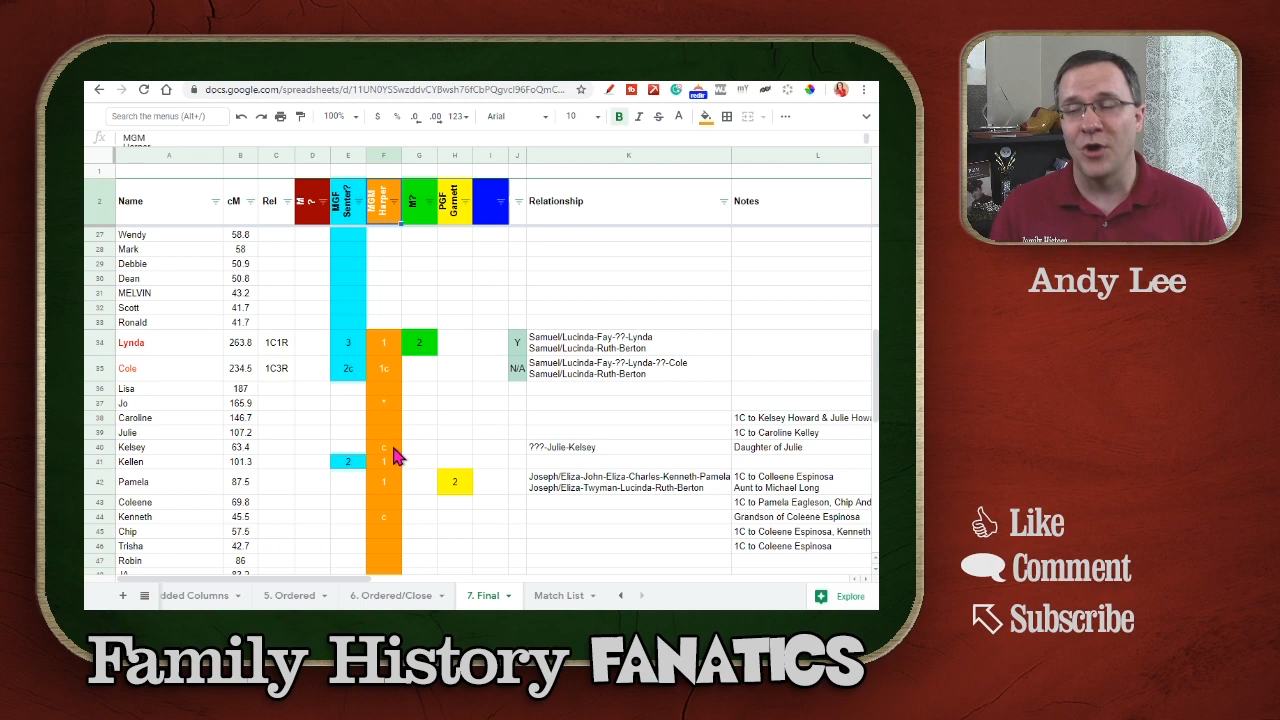 docs.google.com/spreadsheets/d/11UN0YSSwzddvCYBwsh76fCbPQgvcI96FoQmC...
Search the menus (Alt+/) 100% $ % .0 .00 123 Arial 10 B I S A
fx MGM
A B C D E F G H I J K L
1
2 Name cM Rel M ? MGF Senter? MGM Harper M? PGF Garnett Relationship Notes
27 Wendy 58.8
28 Mark 58
29 Debbie 50.9
30 Dean 50.8
31 MELVIN 43.2
32 Scott 41.7
33 Ronald 41.7
34 Lynda 263.8 1C1R 3 1 2 Y Samuel/Lucinda-Fay-??-Lynda
Samuel/Lucinda-Ruth-Berton
35 Cole 234.5 1C3R 2c 1c N/A Samuel/Lucinda-Fay-??-Lynda-??-Cole
Samuel/Lucinda-Ruth-Berton
36 Lisa 187
37 Jo 165.9 *
38 Caroline 146.7 1C to Kelsey Howard & Julie Howa
39 Julie 107.2 1C to Caroline Kelley
40 Kelsey 63.4 c ???-Julie-Kelsey Daughter of Julie
41 Kellen 101.3 2 1
42 Pamela 87.5 1 2 Joseph/Eliza-John-Eliza-Charles-Kenneth-Pamela 1C to Colleene Espinosa
Joseph/Eliza-Twyman-Lucinda-Ruth-Berton Aunt to Michael Long
43 Coleene 69.8 1C to Pamela Eagleson, Chip And
44 Kenneth 45.5 c Grandson of Coleene Espinosa
45 Chip 57.5 1C to Coleene Espinosa, Kenneth
46 Trisha 42.7 1C to Coleene Espinosa
47 Robin 86
dded Columns 5. Ordered 6. Ordered/Close 7. Final Match List Explore
Andy Lee
Like
Comment
Subscribe
Family History FANATICS